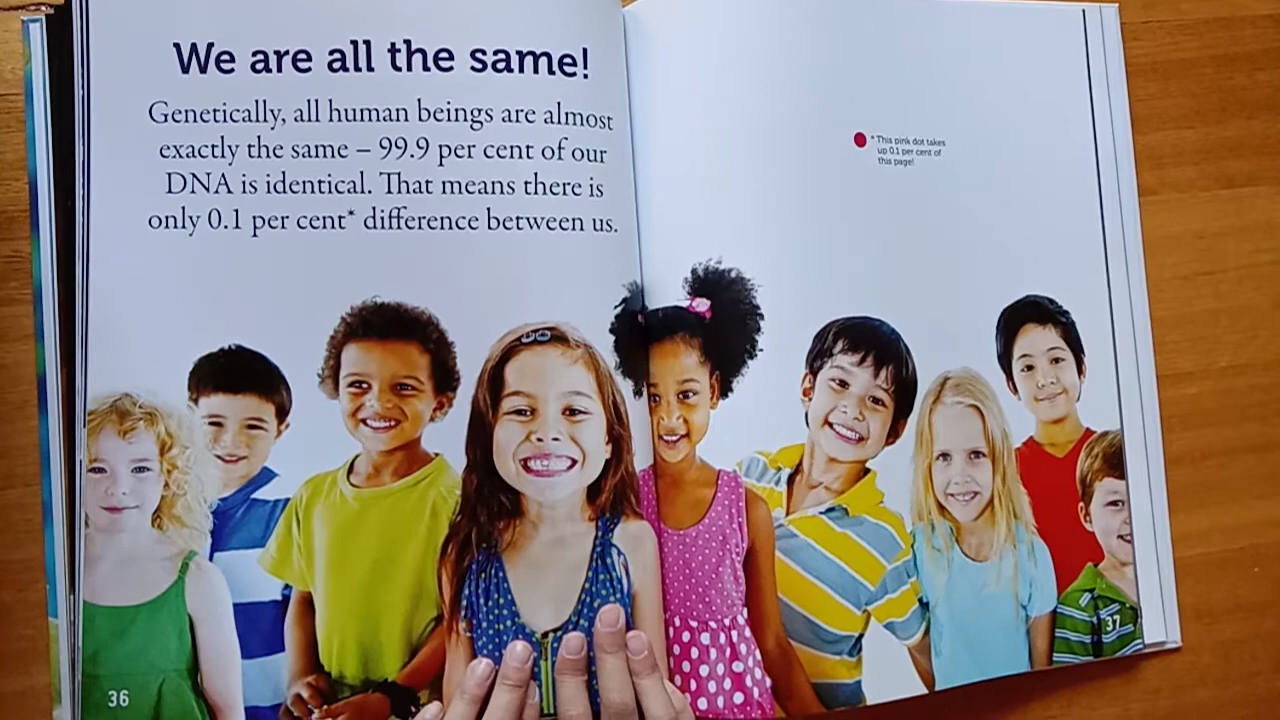 We are all the same!
Genetically, all human beings are almost
exactly the same – 99.9 per cent of our
DNA is identical. That means there is
only 0.1 per cent* difference between us.
* This pink dot takes
up 0.1 per cent of
this page!
36
37